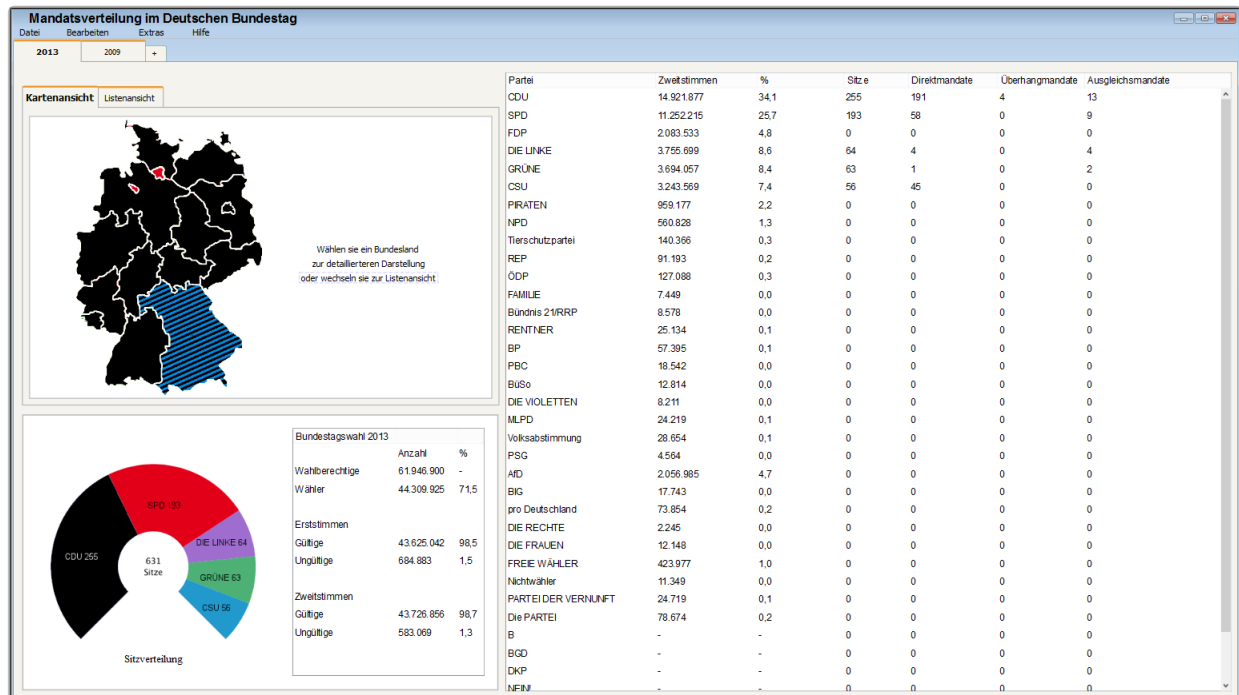 Mandatsverteilung im Deutschen Bundestag
Datei Bearbeiten Extras Hilfe
2013 2009 +
Kartenansicht Listenansicht
Wählen sie ein Bundesland
zur detaillierteren Darstellung
oder wechseln sie zur Listenansicht
CDU 255
SPD 193
DIE LINKE 64
GRÜNE 63
CSU 56
631
Sitze
Sitzverteilung
Bundestagswahl 2013
Anzahl %
Wahlberechtige 61.946.900 -
Wähler 44.309.925 71,5
Erststimmen
Gültige 43.625.042 98,5
Ungültige 684.883 1,5
Zweitstimmen
Gültige 43.726.856 98,7
Ungültige 583.069 1,3
Partei Zweitstimmen % Sitze Direktmandate Überhangmandate Ausgleichsmandate
CDU 14.921.877 34,1 255 191 4 13
SPD 11.252.215 25,7 193 58 0 9
FDP 2.083.533 4,8 0 0 0 0
DIE LINKE 3.755.699 8,6 64 4 0 4
GRÜNE 3.694.057 8,4 63 1 0 2
CSU 3.243.569 7,4 56 45 0 0
PIRATEN 959.177 2,2 0 0 0 0
NPD 560.828 1,3 0 0 0 0
Tierschutzpartei 140.366 0,3 0 0 0 0
REP 91.193 0,2 0 0 0 0
ÖDP 127.088 0,3 0 0 0 0
FAMILIE 7.449 0,0 0 0 0 0
Bündnis 21/RRP 8.578 0,0 0 0 0 0
RENTNER 25.134 0,1 0 0 0 0
BP 57.395 0,1 0 0 0 0
PBC 18.542 0,0 0 0 0 0
BüSo 12.814 0,0 0 0 0 0
DIE VIOLETTEN 8.211 0,0 0 0 0 0
MLPD 24.219 0,1 0 0 0 0
Volksabstimmung 28.654 0,1 0 0 0 0
PSG 4.564 0,0 0 0 0 0
AfD 2.056.985 4,7 0 0 0 0
BIG 17.743 0,0 0 0 0 0
pro Deutschland 73.854 0,2 0 0 0 0
DIE RECHTE 2.245 0,0 0 0 0 0
DIE FRAUEN 12.148 0,0 0 0 0 0
FREIE WÄHLER 423.977 1,0 0 0 0 0
Nichtwähler 11.349 0,0 0 0 0 0
PARTEI DER VERNUNFT 24.719 0,1 0 0 0 0
Die PARTEI 78.674 0,2 0 0 0 0
B - - 0 0 0 0
BGD - - 0 0 0 0
DKP - - 0 0 0 0
NEIN! - - 0 0 0 0